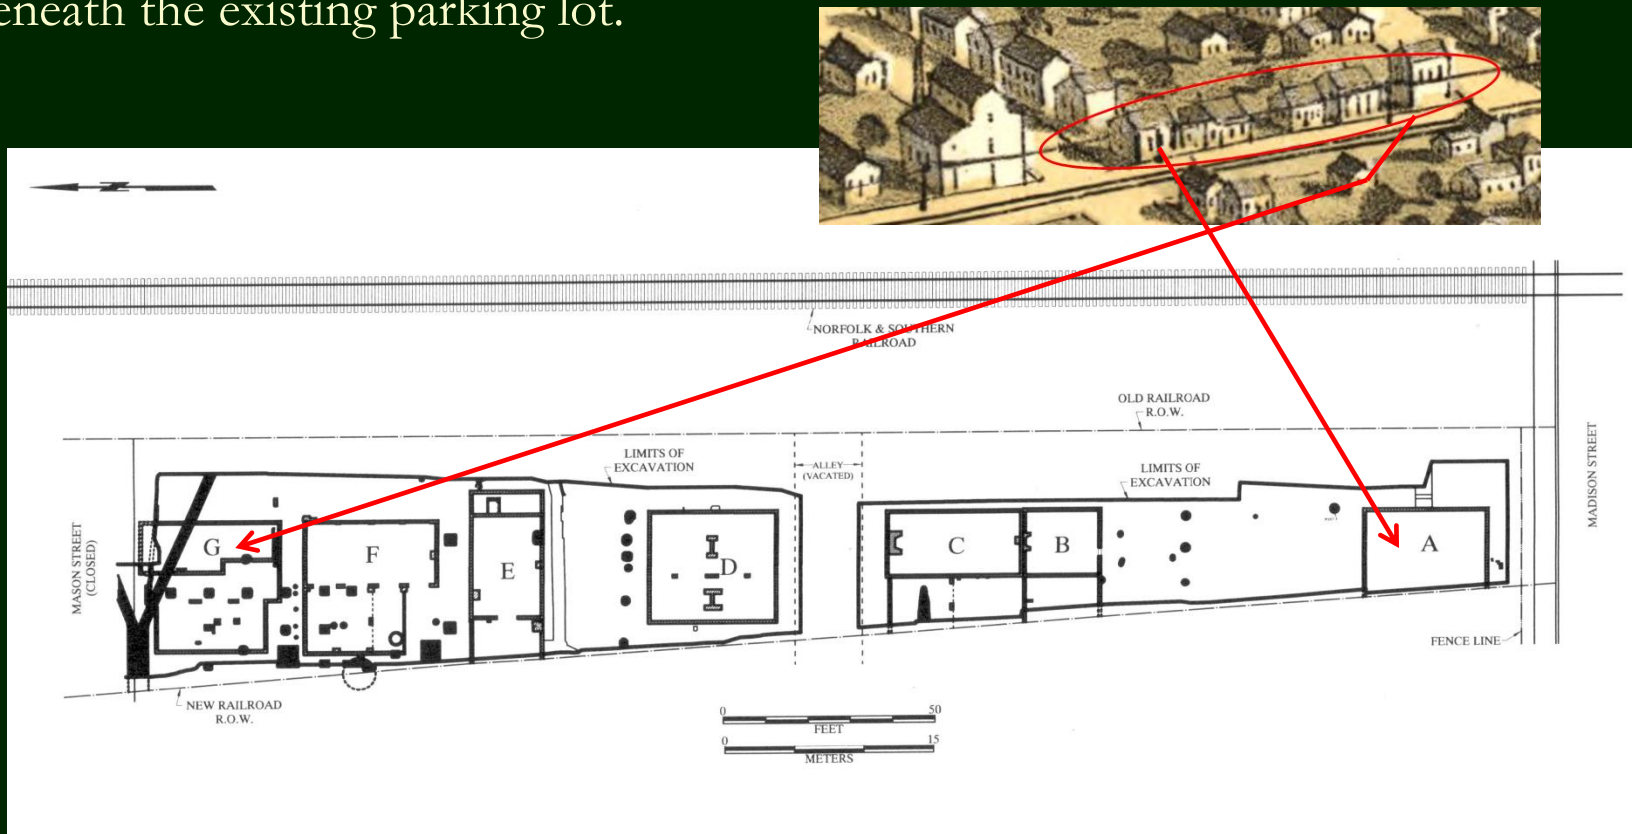 eneath the existing parking lot.
N
NORFOLK & SOUTHERN
RAILROAD
OLD RAILROAD
R.O.W.
LIMITS OF
EXCAVATION
ALLEY
(VACATED)
LIMITS OF
EXCAVATION
MADISON STREET
MASON STREET
(CLOSED)
G
F
E
D
C
B
A
FENCE LINE
NEW RAILROAD
R.O.W.
0 50
FEET
0 15
METERS